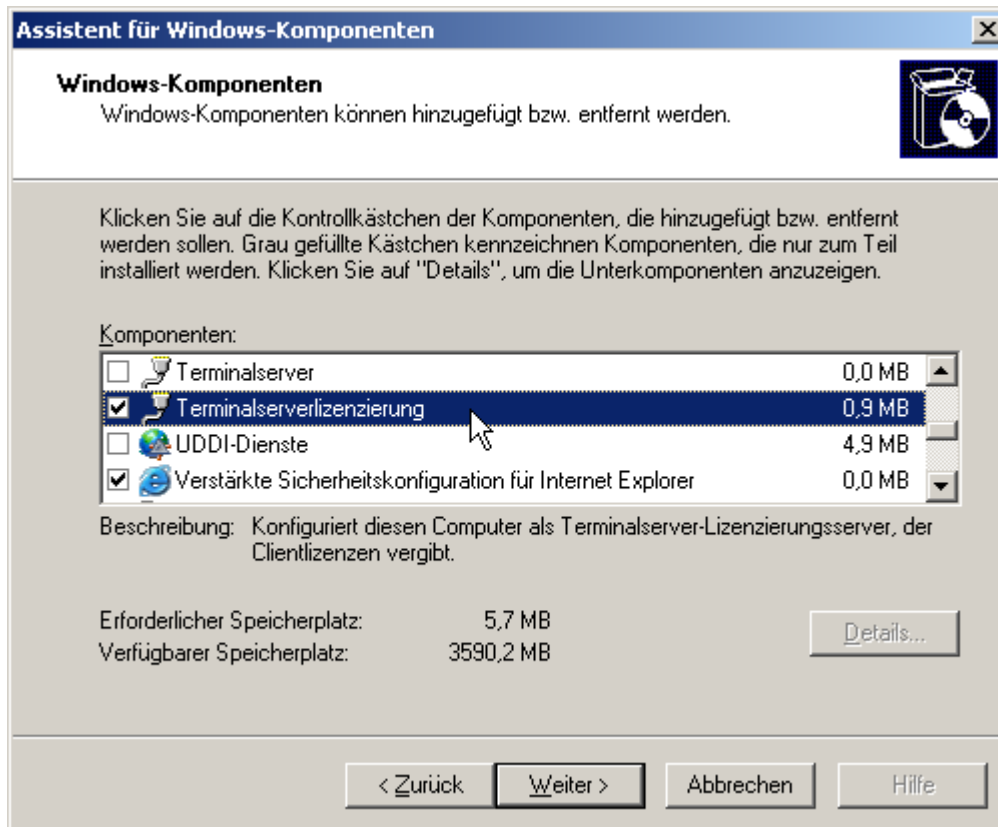 Assistent für Windows-Komponenten
Windows-Komponenten
Windows-Komponenten können hinzugefügt bzw. entfernt werden.
Klicken Sie auf die Kontrollkästchen der Komponenten, die hinzugefügt bzw. entfernt
werden sollen. Grau gefüllte Kästchen kennzeichnen Komponenten, die nur zum Teil
installiert werden. Klicken Sie auf "Details", um die Unterkomponenten anzuzeigen.
Komponenten:
Terminalserver 0,0 MB
Terminalserverlizenzierung 0,9 MB
UDDI-Dienste 4,9 MB
Verstärkte Sicherheitskonfiguration für Internet Explorer 0,0 MB
Beschreibung: Konfiguriert diesen Computer als Terminalserver-Lizenzierungsserver, der
Clientlizenzen vergibt.
Erforderlicher Speicherplatz: 5,7 MB
Verfügbarer Speicherplatz: 3590,2 MB
Details...
< Zurück Weiter > Abbrechen Hilfe